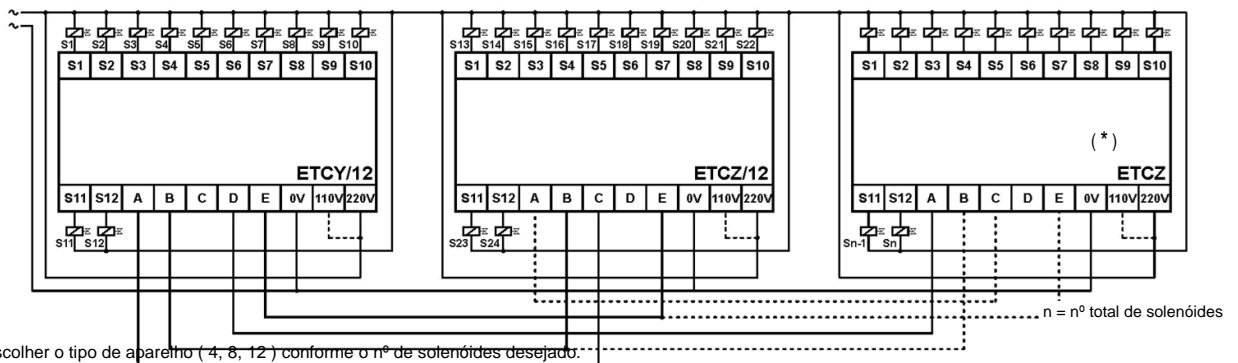 ~
~
S1 S2 S3 S4 S5 S6 S7 S8 S9 S10
S1 S2 S3 S4 S5 S6 S7 S8 S9 S10
ETCY/12
S11 S12 A B C D E 0V 110V 220V
S11 S12
S13 S14 S15 S16 S17 S18 S19 S20 S21 S22
S1 S2 S3 S4 S5 S6 S7 S8 S9 S10
ETCZ/12
S11 S12 A B C D E 0V 110V 220V
S23 S24
S1 S2 S3 S4 S5 S6 S7 S8 S9 S10
(*)
ETCZ
S11 S12 A B C D E 0V 110V 220V
Sn-1 Sn
n = nº total de solenóides
scolher o tipo de aparelho ( 4, 8, 12 ) conforme o nº de solenóides desejado.